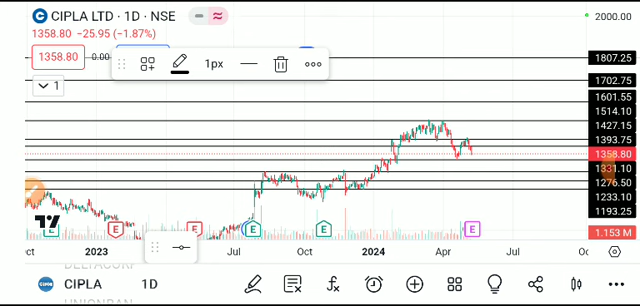 CIPLA LTD · 1D · NSE
2000.00
1358.80 −25.95 (−1.87%)
1358.80
0.00
1px
1807.25
1702.75
1
1601.55
1514.10
1427.15
1393.75
1358.80
1331.10
1276.50
1233.10
1193.25
E E E E E E
1.153 M
2023 Jul Oct 2024 Apr Jul
CIPLA 1D